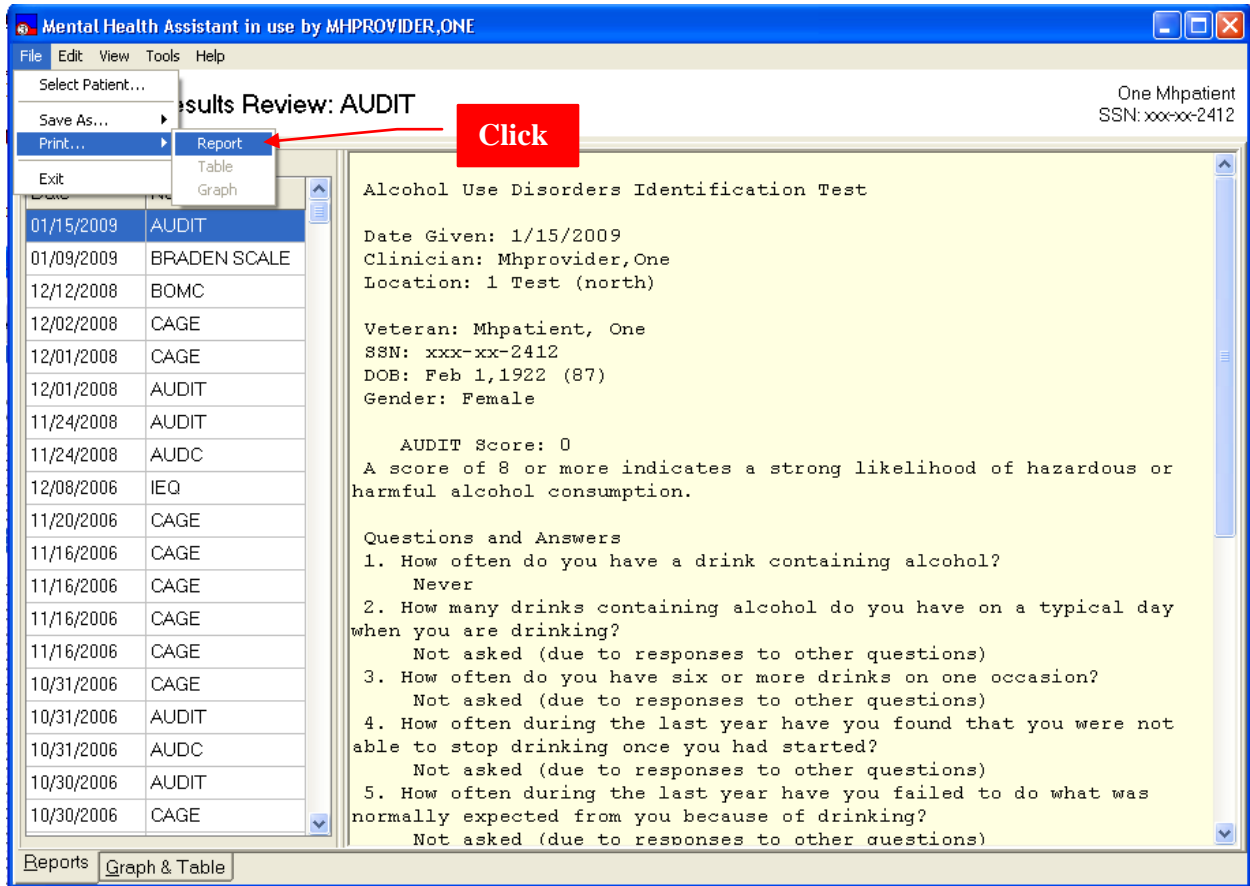 Mental Health Assistant in use by MHPROVIDER,ONE
File Edit View Tools Help
Select Patient...
Save As...
Print...
Exit
Report
Table
Graph
esults Review: AUDIT
One Mhpatient
SSN: xxx-xx-2412
Click
01/15/2009 AUDIT
01/09/2009 BRADEN SCALE
12/12/2008 BOMC
12/02/2008 CAGE
12/01/2008 CAGE
12/01/2008 AUDIT
11/24/2008 AUDIT
11/24/2008 AUDC
12/08/2006 IEQ
11/20/2006 CAGE
11/16/2006 CAGE
11/16/2006 CAGE
11/16/2006 CAGE
11/16/2006 CAGE
10/31/2006 CAGE
10/31/2006 AUDIT
10/31/2006 AUDC
10/30/2006 AUDIT
10/30/2006 CAGE
Alcohol Use Disorders Identification Test
Date Given: 1/15/2009
Clinician: Mhprovider,One
Location: 1 Test (north)
Veteran: Mhpatient, One
SSN: xxx-xx-2412
DOB: Feb 1,1922 (87)
Gender: Female
AUDIT Score: 0
A score of 8 or more indicates a strong likelihood of hazardous or
harmful alcohol consumption.
Questions and Answers
1. How often do you have a drink containing alcohol?
Never
2. How many drinks containing alcohol do you have on a typical day
when you are drinking?
Not asked (due to responses to other questions)
3. How often do you have six or more drinks on one occasion?
Not asked (due to responses to other questions)
4. How often during the last year have you found that you were not
able to stop drinking once you had started?
Not asked (due to responses to other questions)
5. How often during the last year have you failed to do what was
normally expected from you because of drinking?
Not asked (due to responses to other questions)
Reports Graph & Table